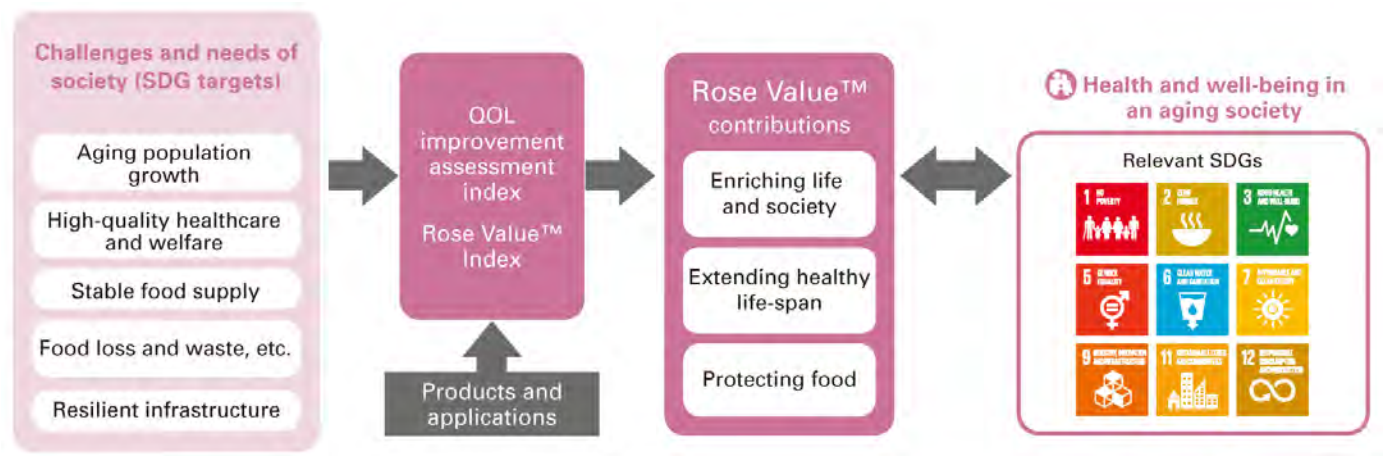 Challenges and needs of
society (SDG targets)
Aging population
growth
High-quality healthcare
and welfare
Stable food supply
Food loss and waste, etc.
Resilient infrastructure
QOL
improvement
assessment
index
Rose Value™
Index
Products and
applications
Rose Value™
contributions
Enriching life
and society
Extending healthy
life-span
Protecting food
Health and well-being in
an aging society
Relevant SDGs
1 NO
POVERTY
2 ZERO
HUNGER
3 GOOD HEALTH
AND WELL-BEING
5 GENDER
EQUALITY
6 CLEAN WATER
AND SANITATION
7 AFFORDABLE AND
CLEAN ENERGY
9 INDUSTRY, INNOVATION
AND INFRASTRUCTURE
11 SUSTAINABLE CITIES
AND COMMUNITIES
12 RESPONSIBLE
CONSUMPTION
AND PRODUCTION